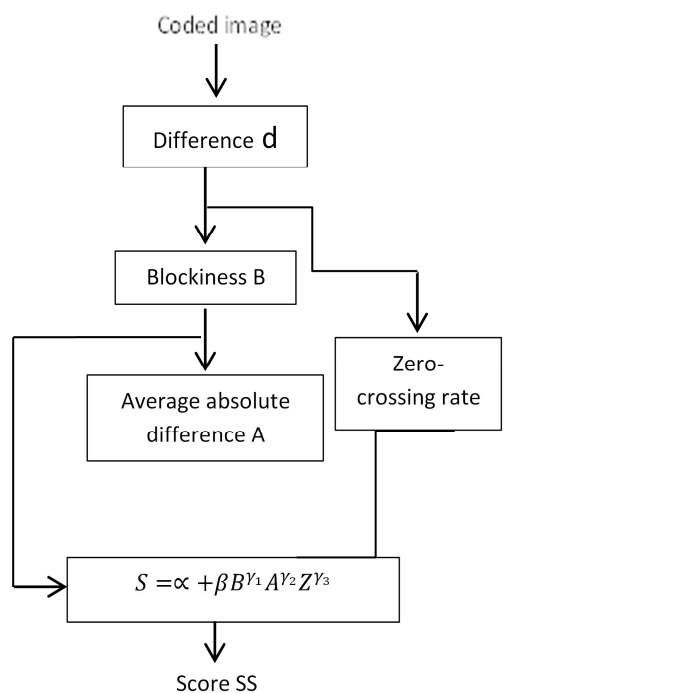 Coded image
Difference d
Blockiness B
Zero-
crossing rate
Average absolute
difference A
S =∝ +βB^γ₁ A^γ₂ Z^γ₃
Score SS